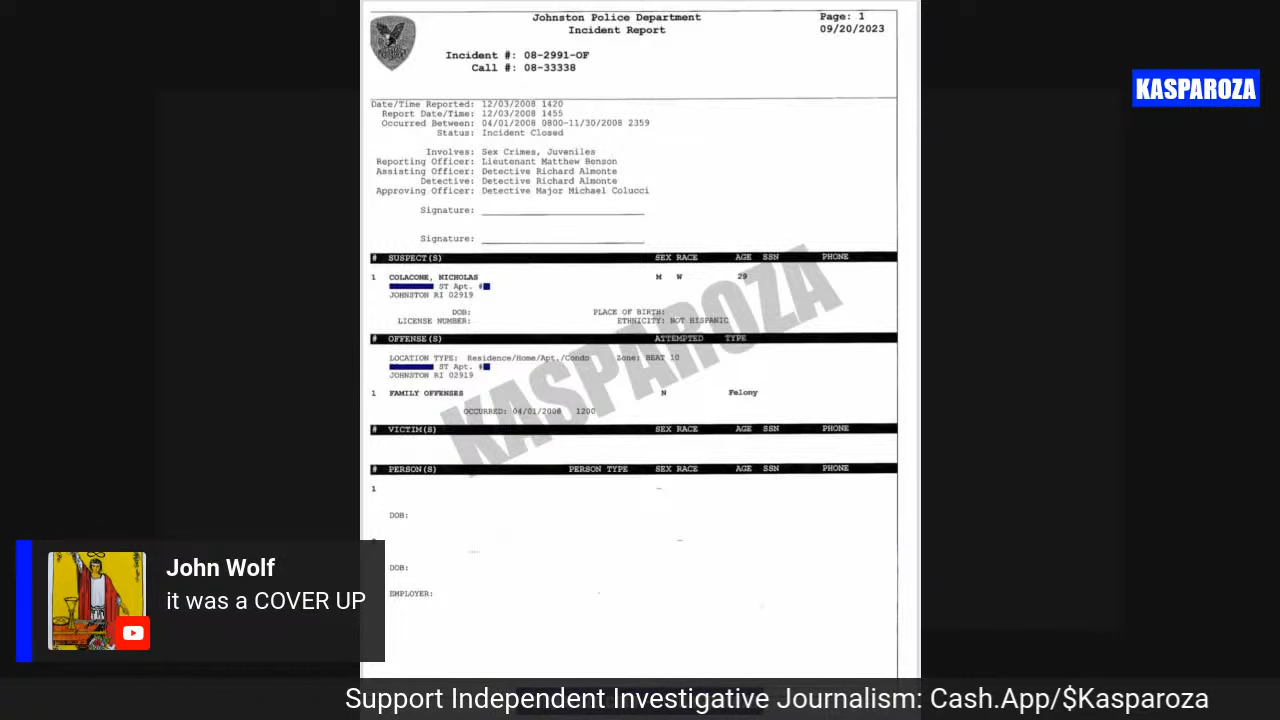 Johnston Police Department
Incident Report
Page: 1
09/20/2023
Incident #: 08-2991-OF
Call #: 08-33338
KASPAROZA
Date/Time Reported: 12/03/2008 1420
Report Date/Time: 12/03/2008 1455
Occurred Between: 04/01/2008 0800-11/30/2008 2359
Status: Incident Closed
Involves: Sex Crimes, Juveniles
Reporting Officer: Lieutenant Matthew Benson
Assisting Officer: Detective Richard Almonte
Detective: Detective Richard Almonte
Approving Officer: Detective Major Michael Colucci
Signature:
Signature:
# SUSPECT(S) SEX RACE AGE SSN PHONE
1 COLACONE, NICHOLAS M W 29
ST Apt. #
JOHNSTON RI 02919
DOB: PLACE OF BIRTH:
LICENSE NUMBER: ETHNICITY: NOT HISPANIC
# OFFENSE(S) ATTEMPTED TYPE
LOCATION TYPE: Residence/Home/Apt./Condo Zone: BEAT 10
ST Apt. #
JOHNSTON RI 02919
1 FAMILY OFFENSES N Felony
OCCURRED: 04/01/2008 1200
KASPAROZA
# VICTIM(S) SEX RACE AGE SSN PHONE
# PERSON(S) PERSON TYPE SEX RACE AGE SSN PHONE
1
DOB:
DOB:
EMPLOYER:
John Wolf
it was a COVER UP
Support Independent Investigative Journalism: Cash.App/$Kasparoza